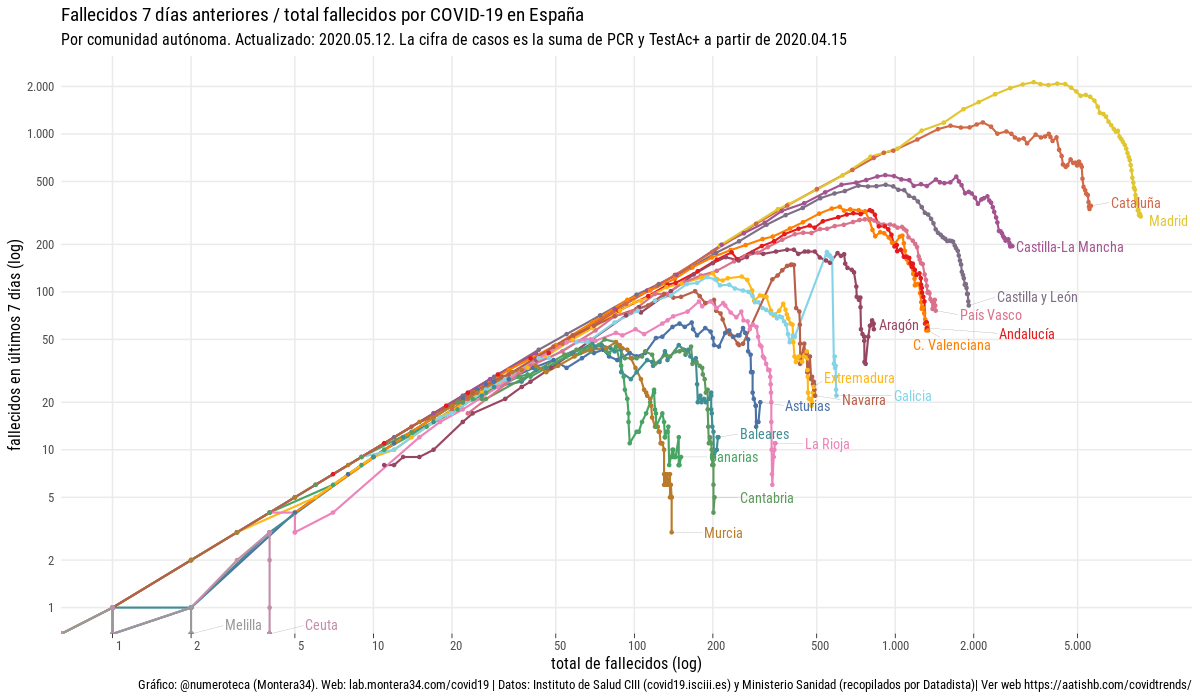 Fallecidos 7 días anteriores / total fallecidos por COVID-19 en España
Por comunidad autónoma. Actualizado: 2020.05.12. La cifra de casos es la suma de PCR y TestAc+ a partir de 2020.04.15
fallecidos en últimos 7 días (log)
2.000
1.000
500
200
100
50
20
10
5
2
1
Cataluña
Madrid
Castilla-La Mancha
Castilla y León
País Vasco
Aragón
Andalucía
C. Valenciana
Extremadura
Galicia
Navarra
Asturias
Baleares
La Rioja
Canarias
Cantabria
Murcia
Melilla
Ceuta
1 2 5 10 20 50 100 200 500 1.000 2.000 5.000
total de fallecidos (log)
Gráfico: @numeroteca (Montera34). Web: lab.montera34.com/covid19 | Datos: Instituto de Salud CIII (covid19.isciii.es) y Ministerio Sanidad (recopilados por Datadista)| Ver web https://aatishb.com/covidtrends/